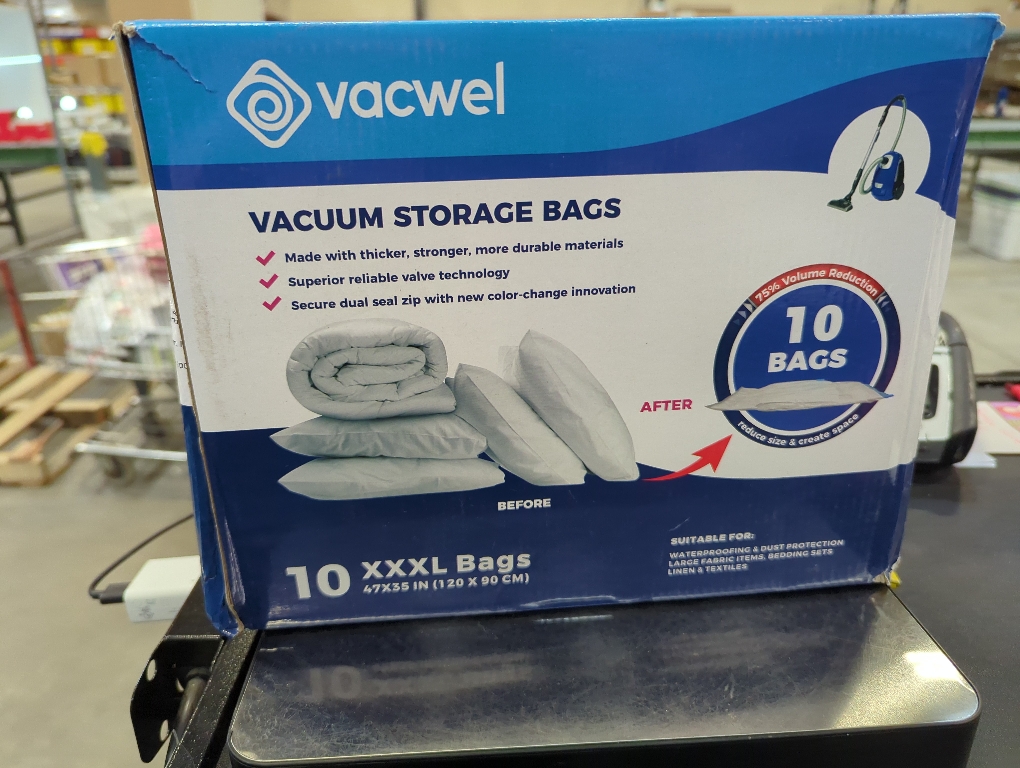 vacwel
VACUUM STORAGE BAGS
Made with thicker, stronger, more durable materials
Superior reliable valve technology
Secure dual seal zip with new color-change innovation
75% Volume Reduction
10
BAGS
reduce size & create space
AFTER
BEFORE
10 XXXL Bags
47X35 IN (120 X 90 CM)
SUITABLE FOR:
WATERPROOFING & DUST PROTECTION
LARGE FABRIC ITEMS, BEDDING SETS
LINEN & TEXTILES